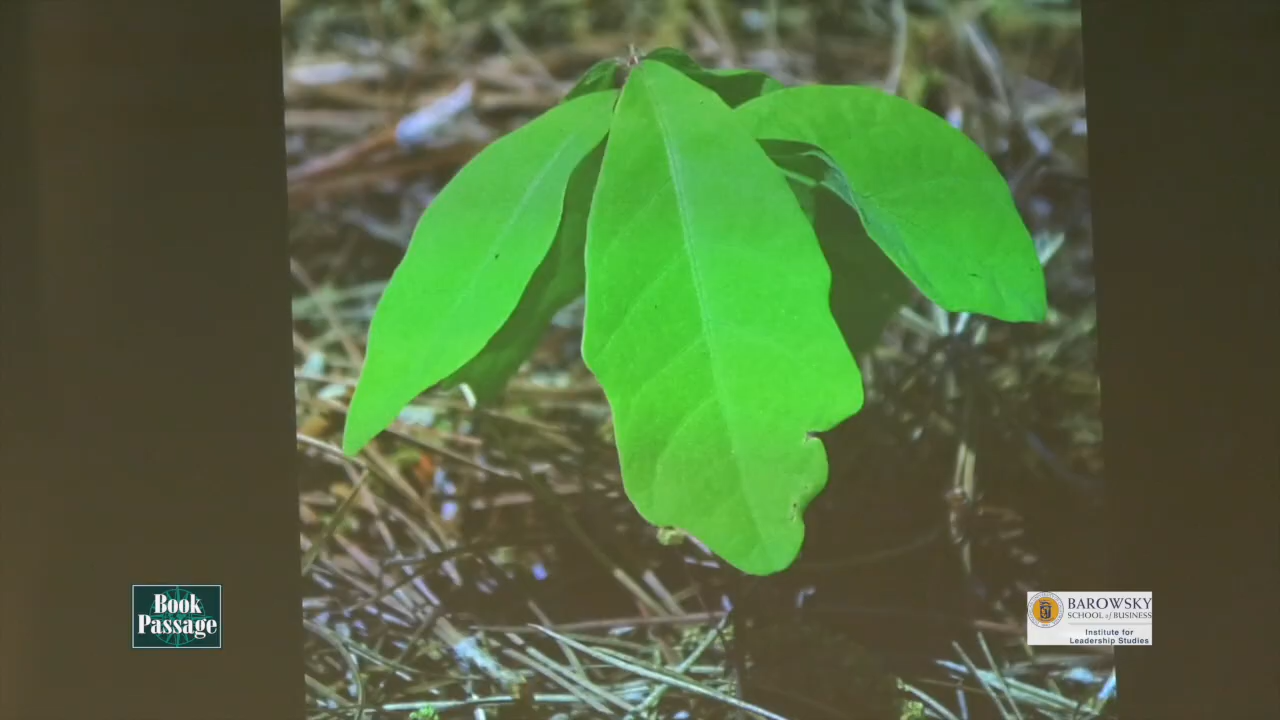 Book
Passage
BAROWSKY
SCHOOL of BUSINESS
Institute for
Leadership Studies